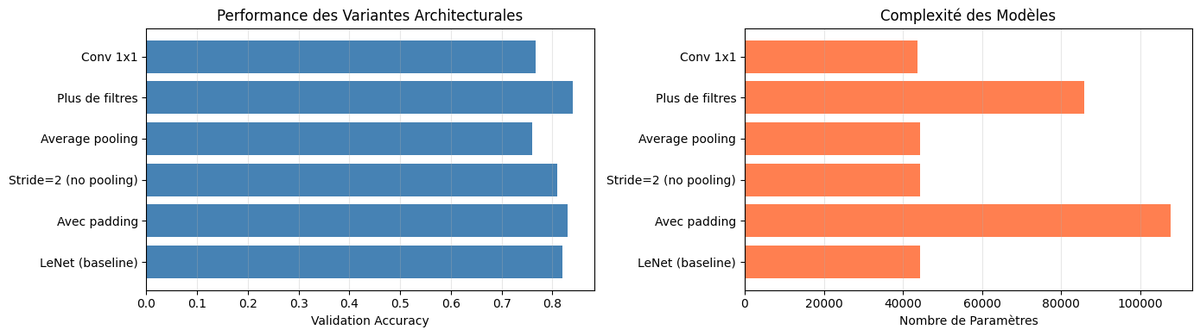 Performance des Variantes Architecturales
Conv 1x1
Plus de filtres
Average pooling
Stride=2 (no pooling)
Avec padding
LeNet (baseline)
0.0 0.1 0.2 0.3 0.4 0.5 0.6 0.7 0.8
Validation Accuracy
Complexité des Modèles
Conv 1x1
Plus de filtres
Average pooling
Stride=2 (no pooling)
Avec padding
LeNet (baseline)
0 20000 40000 60000 80000 100000
Nombre de Paramètres